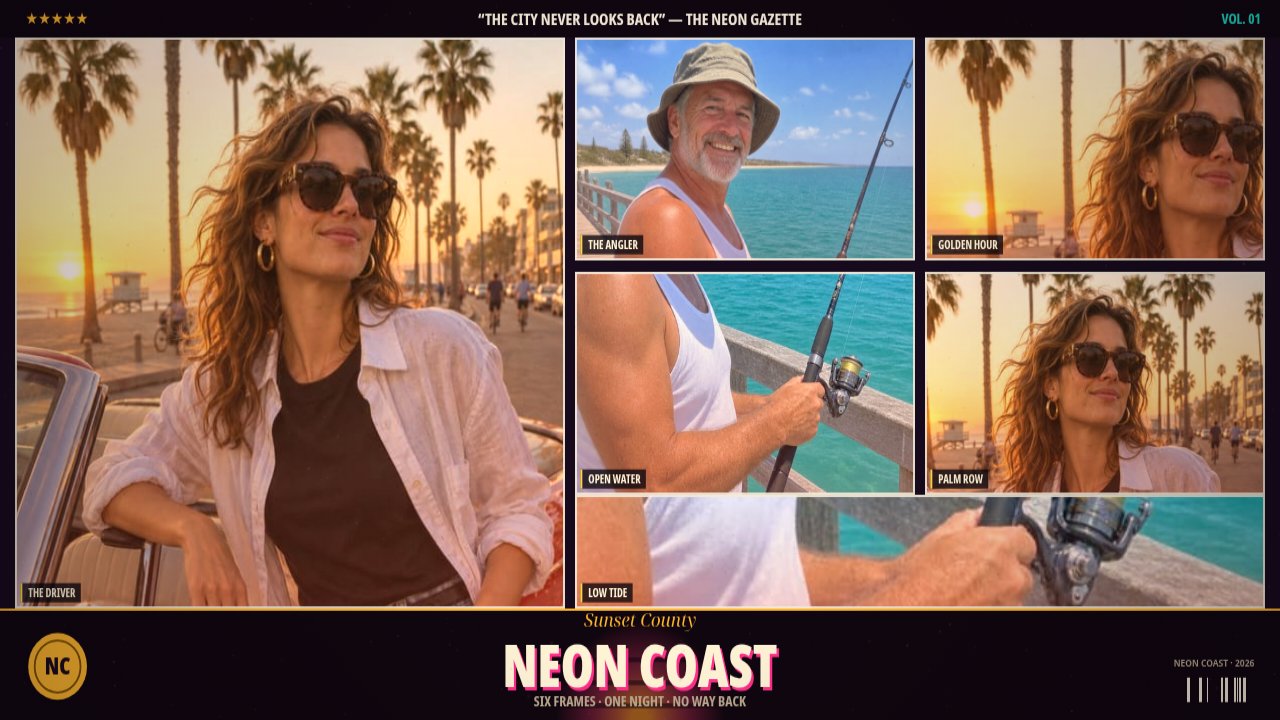 ★★★★★
“THE CITY NEVER LOOKS BACK” — THE NEON GAZETTE
VOL. 01
THE DRIVER
THE ANGLER
GOLDEN HOUR
OPEN WATER
PALM ROW
LOW TIDE
NC
Sunset County
NEON COAST
SIX FRAMES · ONE NIGHT · NO WAY BACK
NEON COAST · 2026